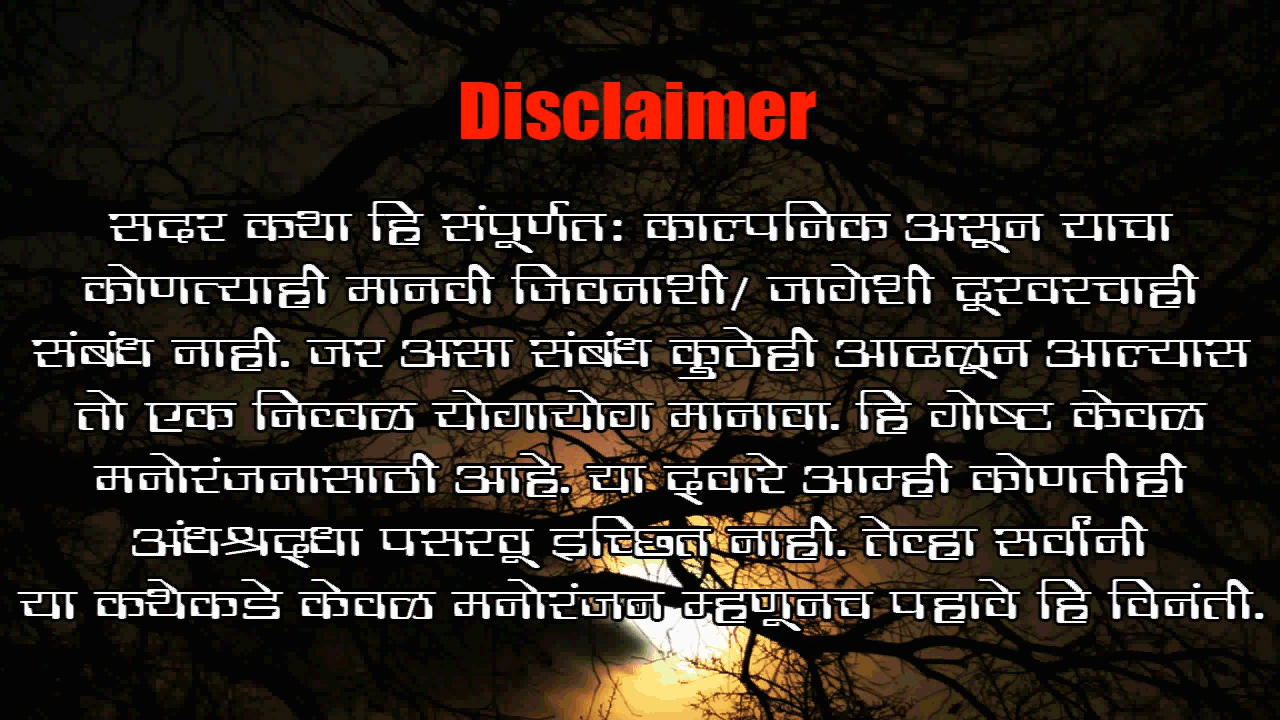 Disclaimer
सदर कथा हि संपूर्णत: काल्पनिक असून याचा
कोणत्याही मानवी जिवनाशी/ जागेशी दूरवरचाही
संबंध नाही. जर असा संबंध कुठेही आढळून आल्यास
तो एक निव्वळ योगायोग मानावा. हि गोष्ट केवळ
मनोरंजनासाठी आहे. या द्वारे आम्ही कोणतीही
अंधश्रद्धा पसरवू इच्छित नाही. तेव्हा सर्वांनी
या कथेकडे केवळ मनोरंजन म्हणूनच पहावे हि विनंती.